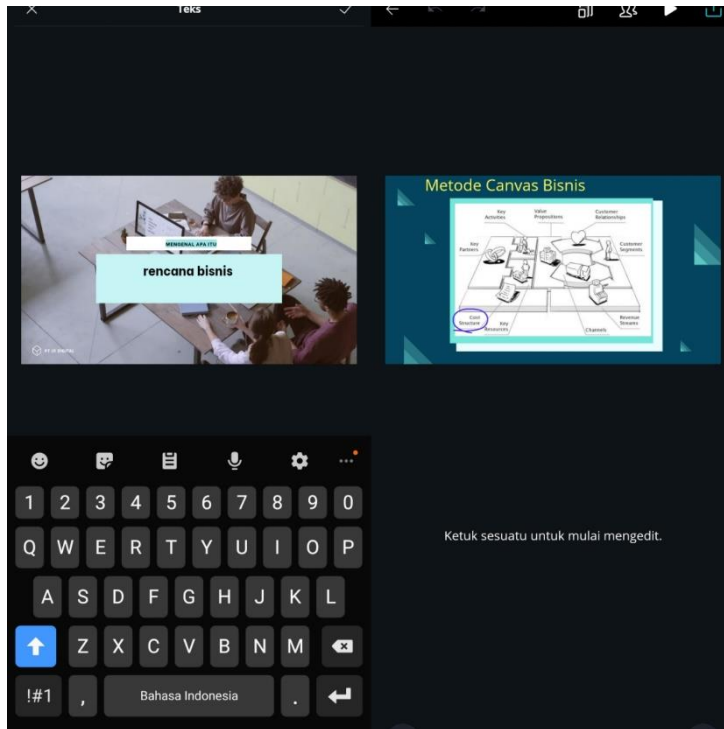 Teks
MENGENAL APA ITU
rencana bisnis
1 2 3 4 5 6 7 8 9 0
Q W E R T Y U I O P
A S D F G H J K L
Z X C V B N M
!#1 , Bahasa Indonesia .
Metode Canvas Bisnis
Key Activities
Value Propositions
Customer Relationships
Key Partners
Customer Segments
Cost Structure
Key Resources
Channels
Revenue Streams
Ketuk sesuatu untuk mulai mengedit.